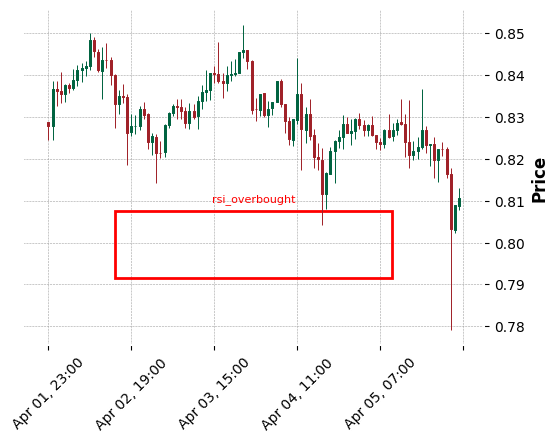 0.85
0.84
0.83
0.82
0.81
0.80
0.79
0.78
Price
rsi_overbought
Apr 01, 23:00
Apr 02, 19:00
Apr 03, 15:00
Apr 04, 11:00
Apr 05, 07:00